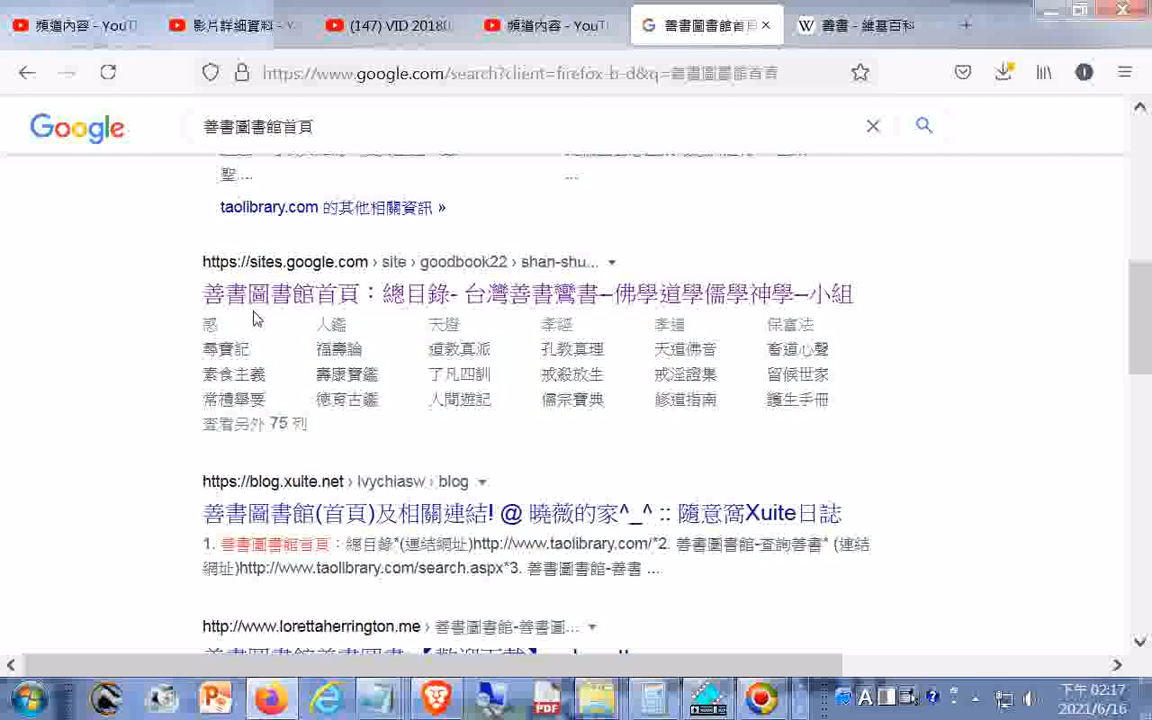 頻道內容 - YouT
影片詳細資料 - Y
(147) VID 20180
頻道內容 - YouT
善書圖書館首頁
善書 - 維基百科
https://www.google.com/search?client=firefox-b-d&q=善書圖書館首頁
Google
善書圖書館首頁
聖 ...
...
taolibrary.com 的其他相關資訊 »
https://sites.google.com › site › goodbook22 › shan-shu...
善書圖書館首頁：總目錄- 台灣善書鸞書--佛學道學儒學神學--小組
感 人鑑 天證 孝經 孝道 保富法
尋寶記 福壽論 道教真派 孔教真理 天道佛音 畜道心聲
素食主義 壽康寶鑑 了凡四訓 戒殺放生 戒淫證集 留候世家
常禮舉要 德育古鑑 人間遊記 儒宗寶典 修道指南 護生手冊
查看另外 75 列
https://blog.xuite.net › lvychiasw › blog
善書圖書館(首頁)及相關連結! @ 曉薇的家^_^ :: 隨意窩Xuite日誌
1. 善書圖書館首頁：總目錄*(連結網址)http://www.taolibrary.com/*2. 善書圖書館-查詢善書* (連結
網址)http://www.taolibrary.com/search.aspx*3. 善書圖書館-善書 ...
http://www.lorettaherrington.me › 善書圖書館-善書圖...
PDF
A
下午 02:17
2021/6/16